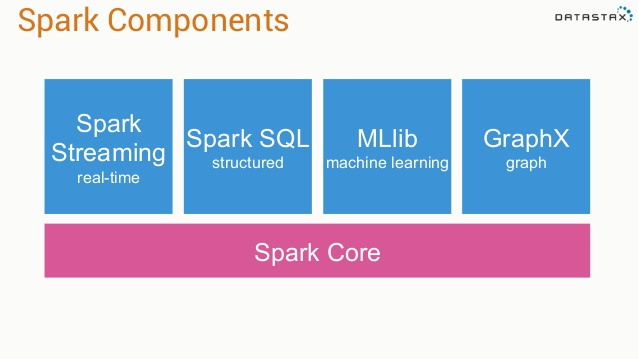 Spark Components
DATASTAX
Spark
Streaming
real-time
Spark SQL
structured
MLlib
machine learning
GraphX
graph
Spark Core